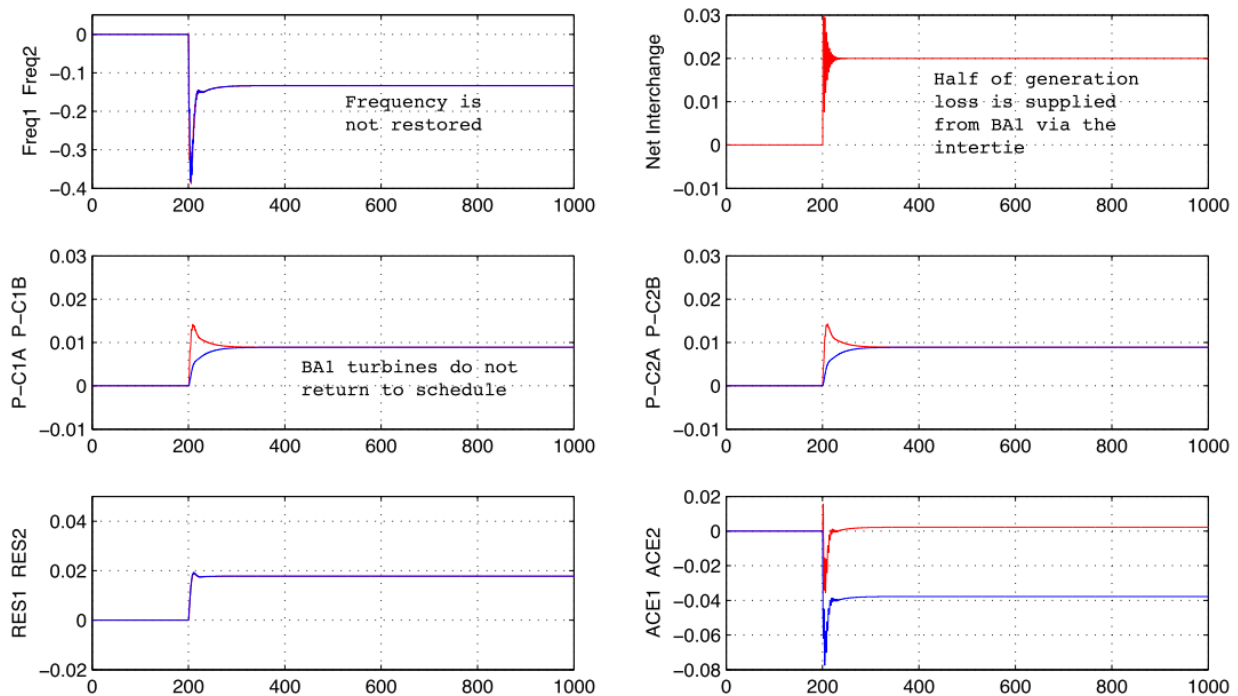 Freq1 Freq2
0
−0.1
−0.2
−0.3
−0.4
0 200 400 600 800 1000
Frequency is
not restored
Net Interchange
0.03
0.02
0.01
0
−0.01
0 200 400 600 800 1000
Half of generation
loss is supplied
from BA1 via the
intertie
P−C1A P−C1B
0.03
0.02
0.01
0
−0.01
0 200 400 600 800 1000
BA1 turbines do not
return to schedule
P−C2A P−C2B
0.03
0.02
0.01
0
−0.01
0 200 400 600 800 1000
RES1 RES2
0.04
0.02
0
−0.02
0 200 400 600 800 1000
ACE1 ACE2
0.02
0
−0.02
−0.04
−0.06
−0.08
0 200 400 600 800 1000